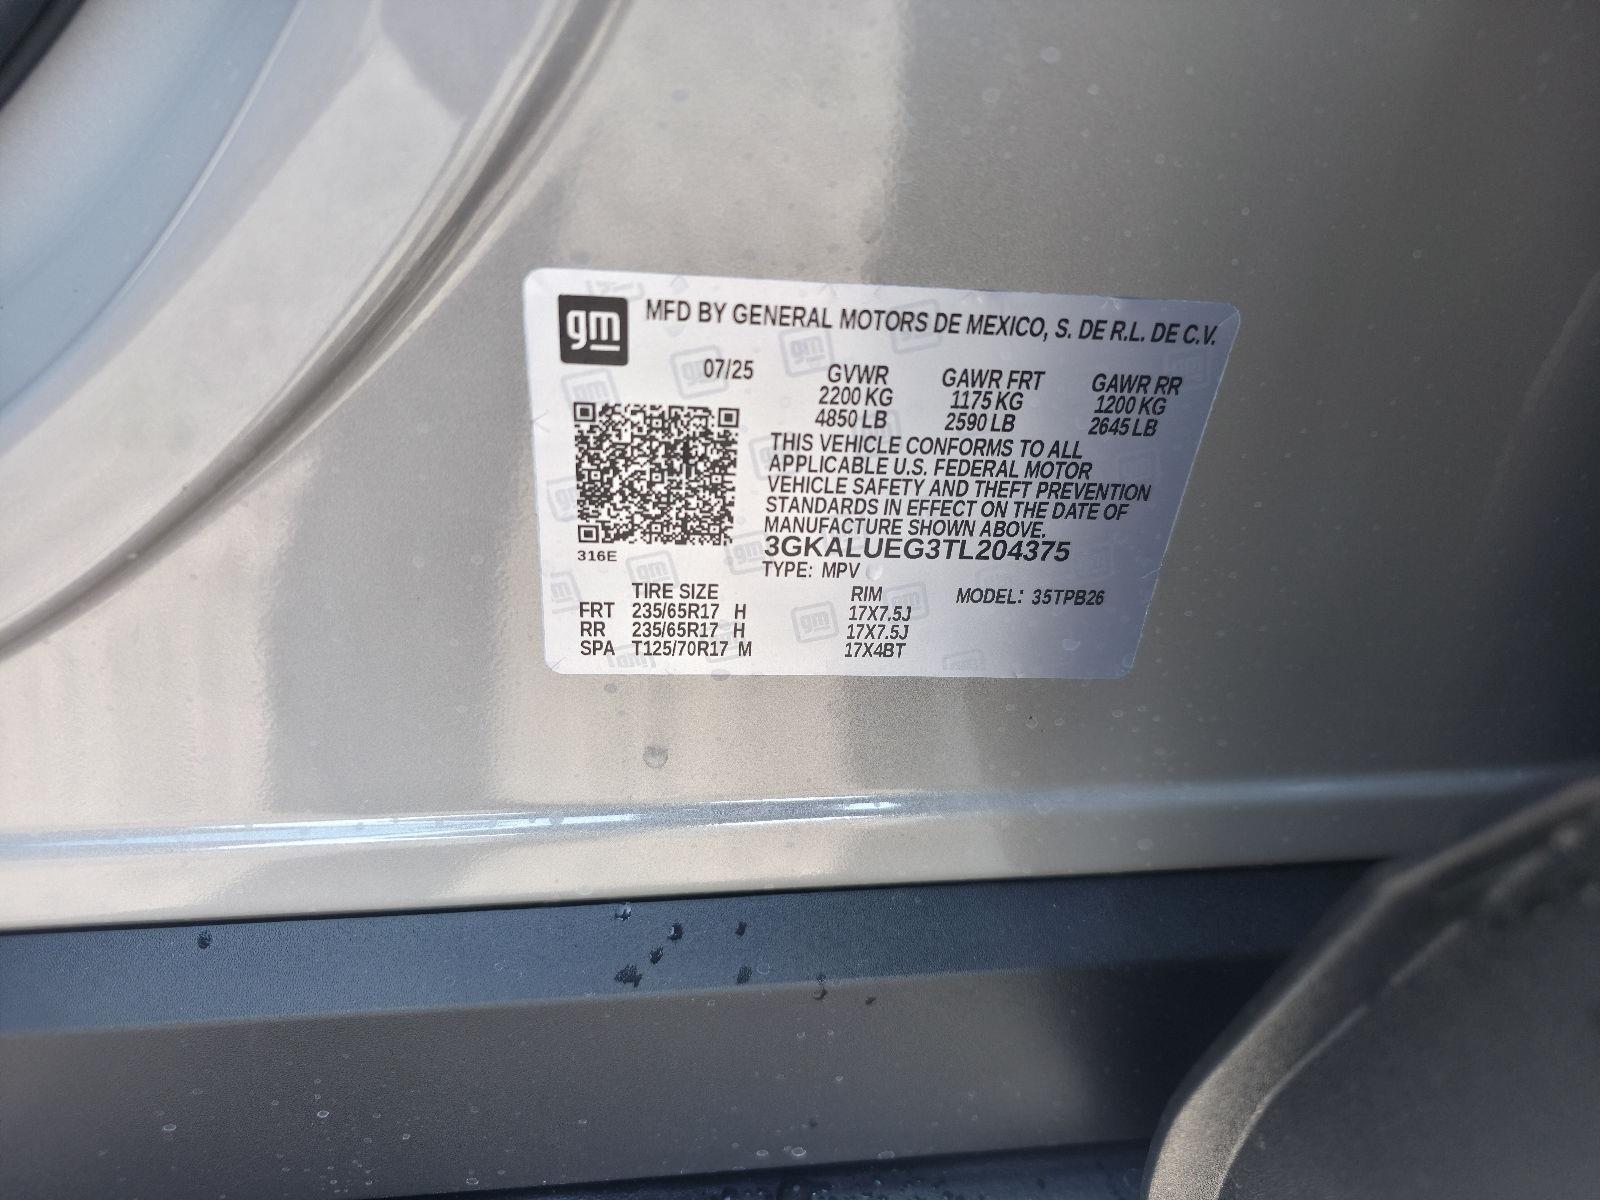 gm MFD BY GENERAL MOTORS DE MEXICO, S. DE R.L. DE C.V.
07/25 GVWR GAWR FRT GAWR RR
2200 KG 1175 KG 1200 KG
4850 LB 2590 LB 2645 LB
THIS VEHICLE CONFORMS TO ALL
APPLICABLE U.S. FEDERAL MOTOR
VEHICLE SAFETY AND THEFT PREVENTION
STANDARDS IN EFFECT ON THE DATE OF
MANUFACTURE SHOWN ABOVE.
3GKALUEG3TL204375
316E
TYPE: MPV
TIRE SIZE RIM MODEL: 35TPB26
FRT 235/65R17 H 17X7.5J
RR 235/65R17 H 17X7.5J
SPA T125/70R17 M 17X4BT